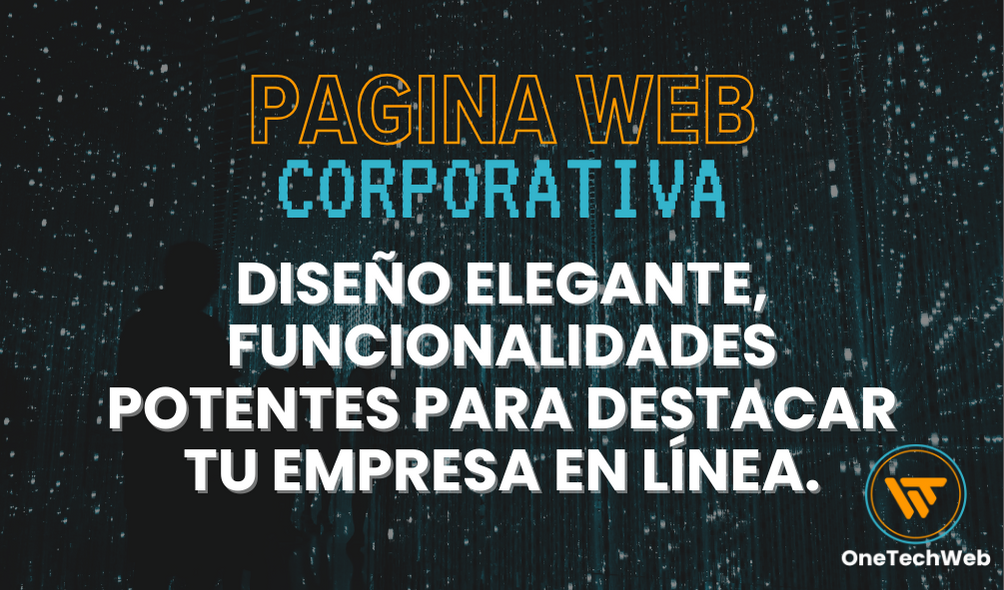 PAGINA WEB
CORPORATIVA
DISEÑO ELEGANTE,
FUNCIONALIDADES
POTENTES PARA DESTACAR
TU EMPRESA EN LÍNEA.
OneTechWeb